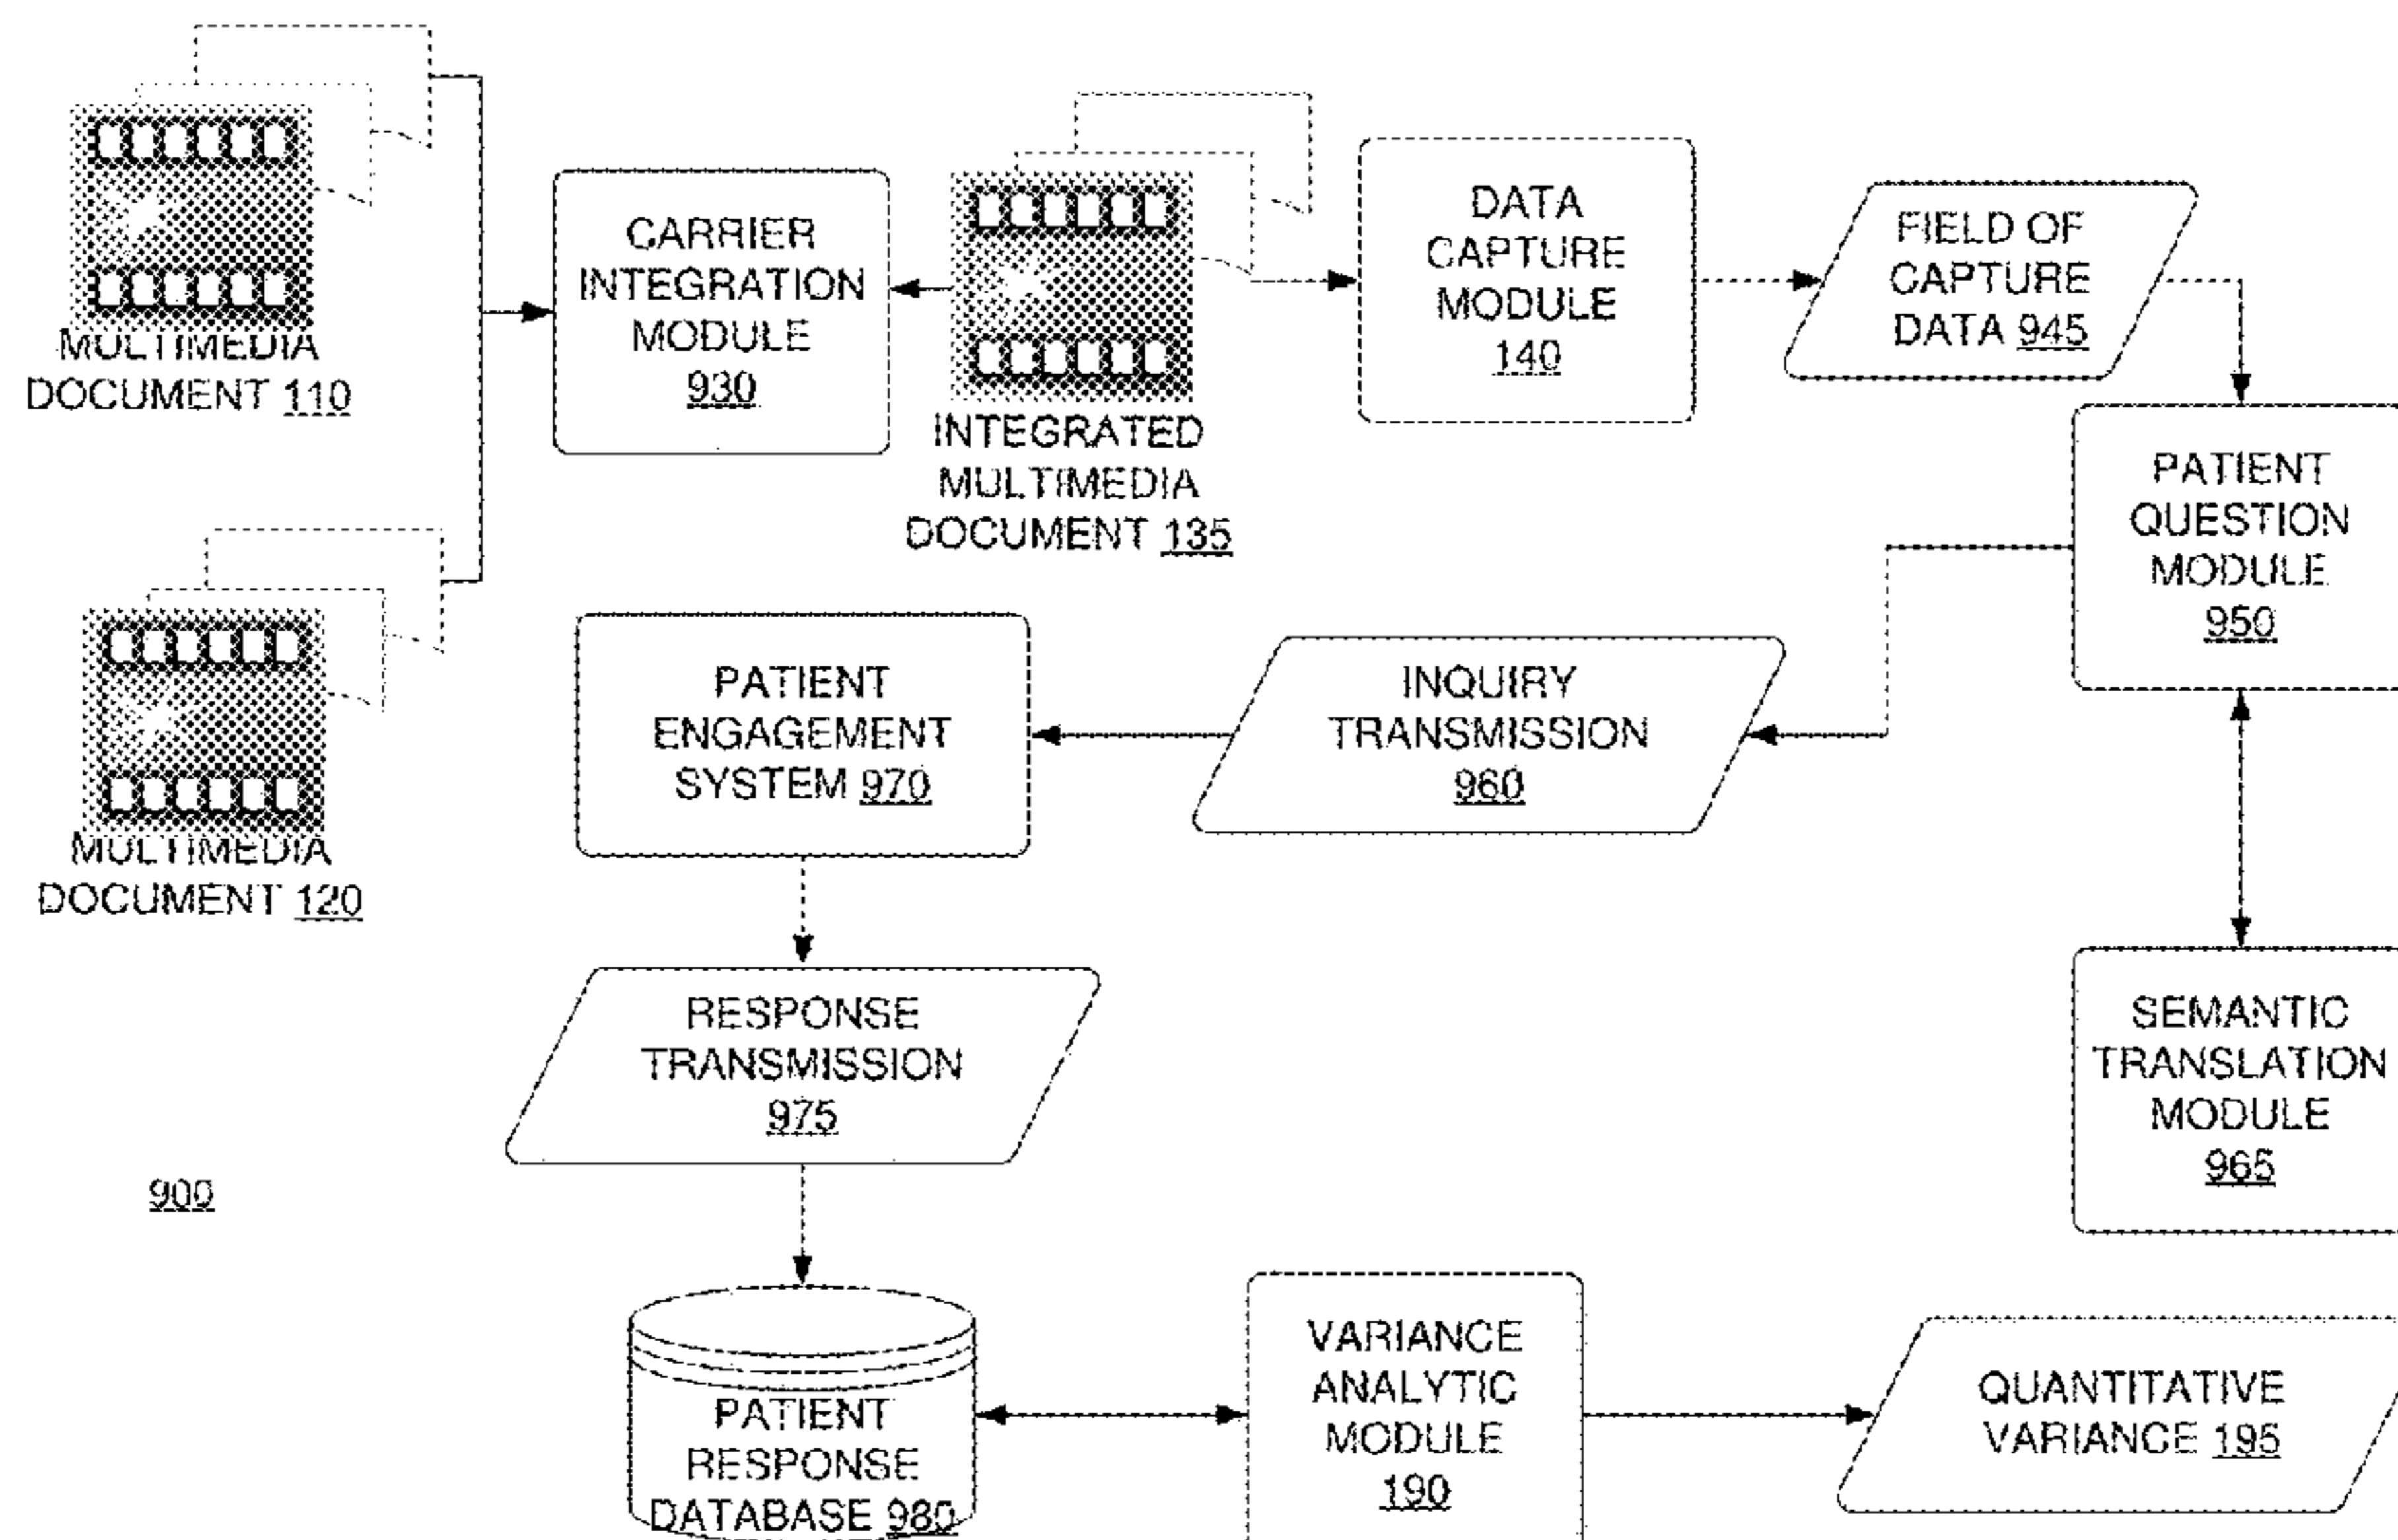 MULTIMEDIA
DOCUMENT 110
CARRIER
INTEGRATION
MODULE
930
INTEGRATED
MULTIMEDIA
DOCUMENT 135
DATA
CAPTURE
MODULE
140
FIELD OF
CAPTURE
DATA 945
PATIENT
QUESTION
MODULE
950
MULTIMEDIA
DOCUMENT 120
PATIENT
ENGAGEMENT
SYSTEM 970
INQUIRY
TRANSMISSION
960
RESPONSE
TRANSMISSION
975
SEMANTIC
TRANSLATION
MODULE
965
900
PATIENT
RESPONSE
DATABASE 980
VARIANCE
ANALYTIC
MODULE
190
QUANTITATIVE
VARIANCE 195